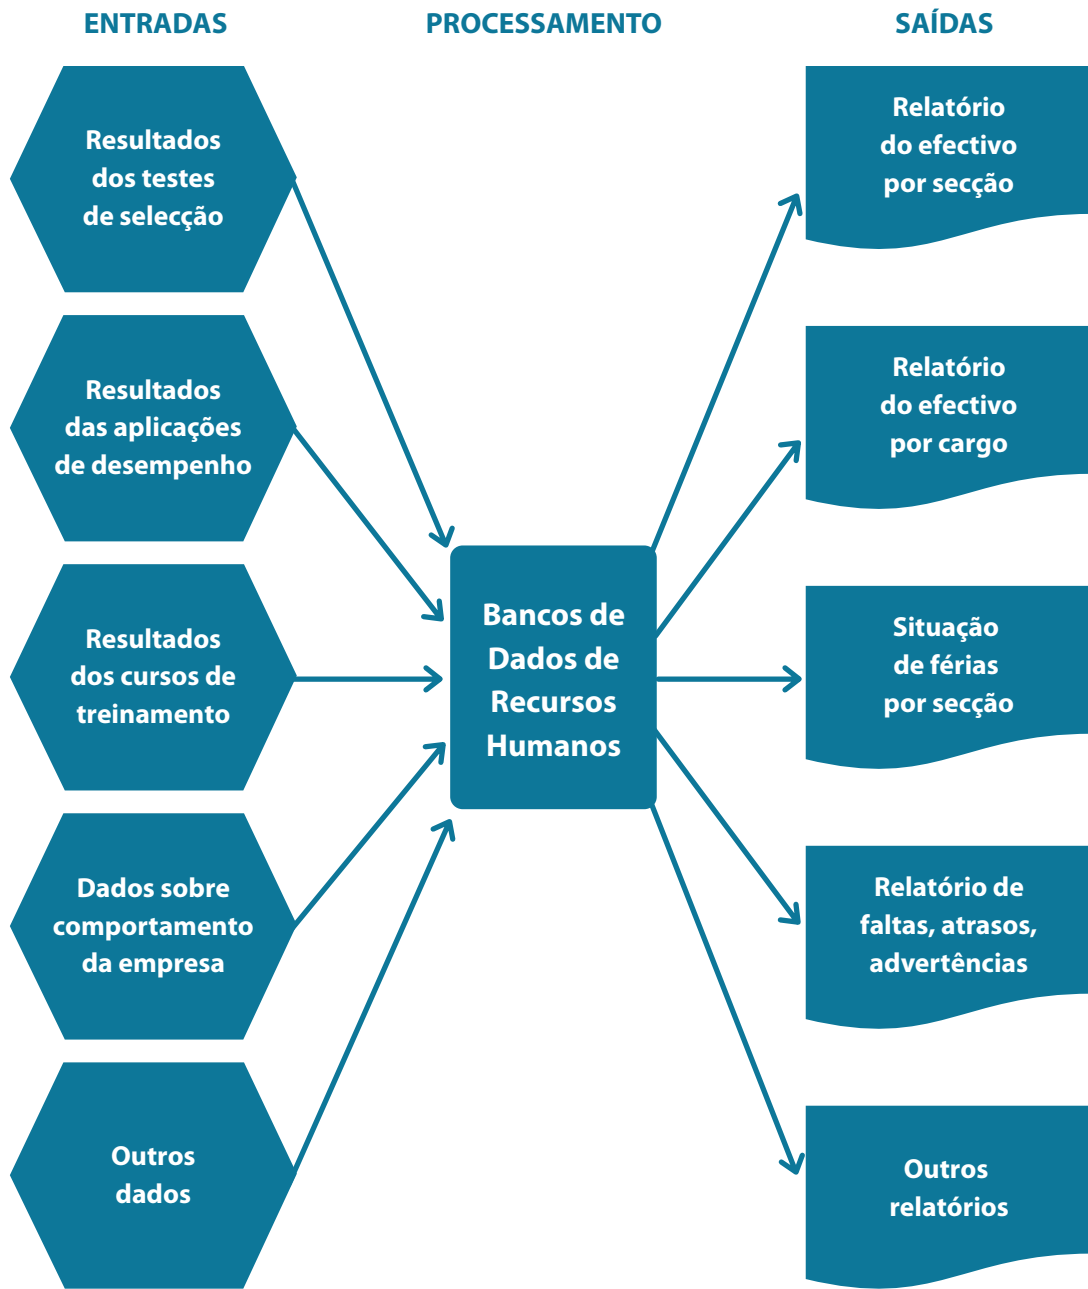 ENTRADAS
PROCESSAMENTO
SAÍDAS
Resultados
dos testes
de selecção
Resultados
das aplicações
de desempenho
Resultados
dos cursos de
treinamento
Dados sobre
comportamento
da empresa
Outros
dados
Bancos de
Dados de
Recursos
Humanos
Relatório
do efectivo
por secção
Relatório
do efectivo
por cargo
Situação
de férias
por secção
Relatório de
faltas, atrasos,
advertências
Outros
relatórios